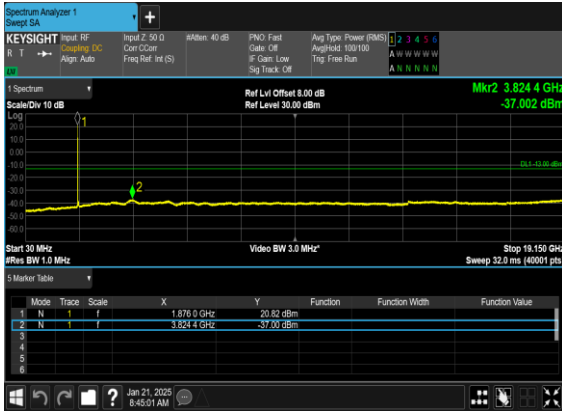 Spectrum Analyzer 1
Swept SA
+
KEYSIGHT
R T
Input: RF
Coupling: DC
Align: Auto
Input Z: 50 Ω
Corr CCorr
Freq Ref: Int (S)
#Atten: 40 dB
PNO: Fast
Gate: Off
IF Gain: Low
Sig Track: Off
Avg Type: Power (RMS)
Avg|Hold: 100/100
Trig: Free Run
1 2 3 4 5 6
A W W W W W
A N N N N N
1 Spectrum
Scale/Div 10 dB
Ref Lvl Offset 8.00 dB
Ref Level 30.00 dBm
Mkr2 3.824 4 GHz
-37.002 dBm
Log
20.0
10.0
0.00
-10.0
-20.0
-30.0
-40.0
-50.0
-60.0
1
2
DL1 -13.00 dBm
Start 30 MHz
#Res BW 1.0 MHz
Video BW 3.0 MHz*
Stop 19.150 GHz
Sweep 32.0 ms (40001 pts)
5 Marker Table
Mode Trace Scale X Y Function Function Width Function Value
1 N 1 f 1.876 0 GHz 20.82 dBm
2 N 1 f 3.824 4 GHz -37.00 dBm
3
4
5
6
?
Jan 21, 2025
8:45:01 AM